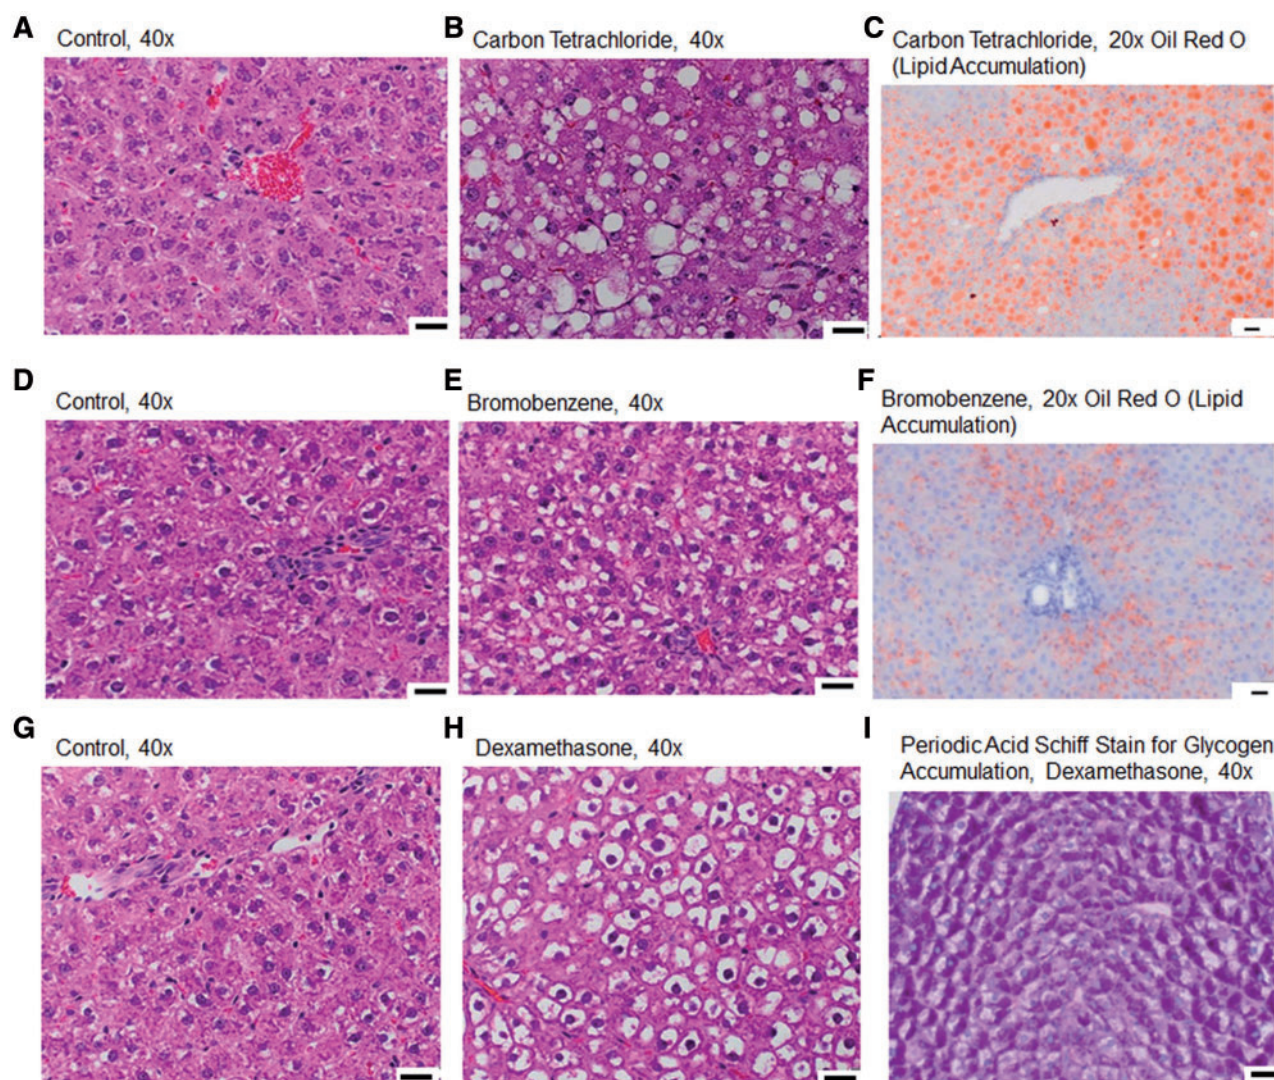 A Control, 40x
B Carbon Tetrachloride, 40x
C Carbon Tetrachloride, 20x Oil Red O
(Lipid Accumulation)
D Control, 40x
E Bromobenzene, 40x
F Bromobenzene, 20x Oil Red O (Lipid
Accumulation)
G Control, 40x
H Dexamethasone, 40x
I Periodic Acid Schiff Stain for Glycogen
Accumulation, Dexamethasone, 40x